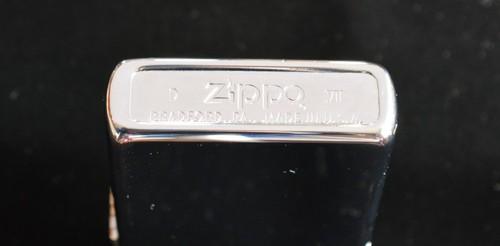 D Zippo VII
BRADFORD, PA. MADE IN U.S.A.